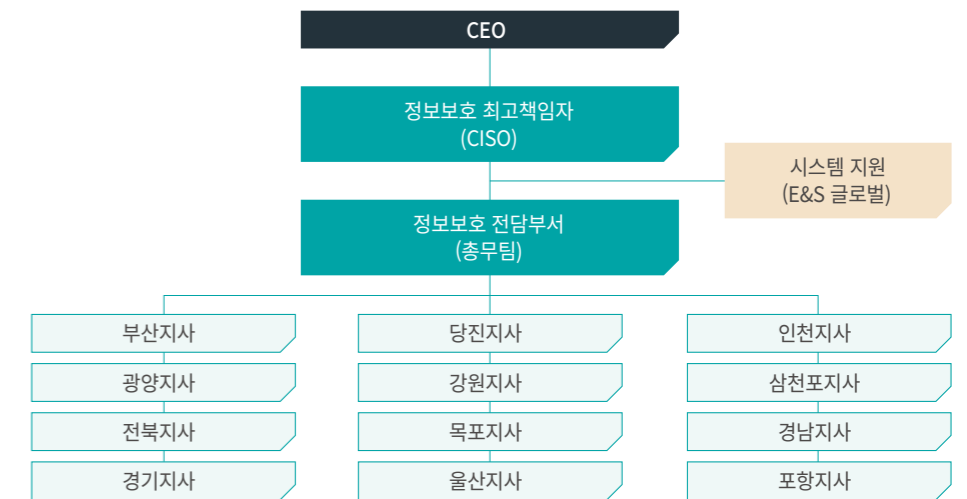 CEO
정보보호 최고책임자
(CISO)
시스템 지원
(E&S 글로벌)
정보보호 전담부서
(총무팀)
부산지사
당진지사
인천지사
광양지사
강원지사
삼천포지사
전북지사
목포지사
경남지사
경기지사
울산지사
포항지사